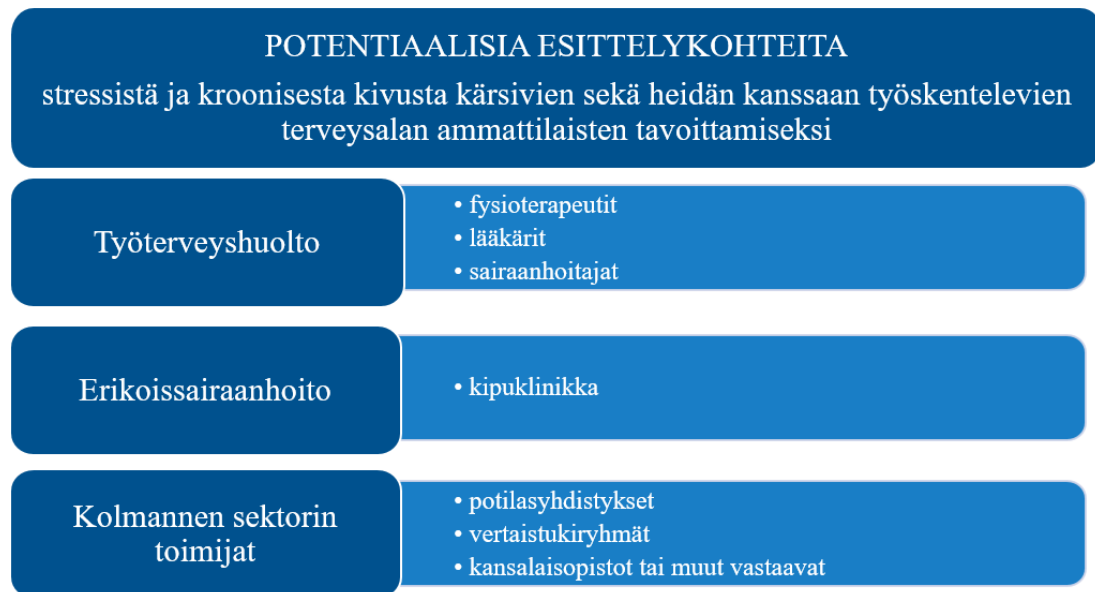 POTENTIAALISIA ESITTELYKOHTEITA
stressistä ja kroonisesta kivusta kärsivien sekä heidän kanssaan työskentelevien
terveysalan ammattilaisten tavoittamiseksi
Työterveyshuolto
• fysioterapeutit
• lääkärit
• sairaanhoitajat
Erikoissairaanhoito
• kipuklinikka
Kolmannen sektorin
toimijat
• potilasyhdistykset
• vertaistukiryhmät
• kansalaisopistot tai muut vastaavat